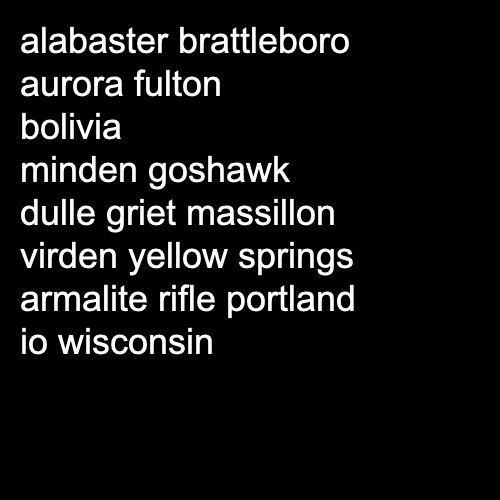 alabaster brattleboro
aurora fulton
bolivia
minden goshawk
dulle griet massillon
virden yellow springs
armalite rifle portland
io wisconsin